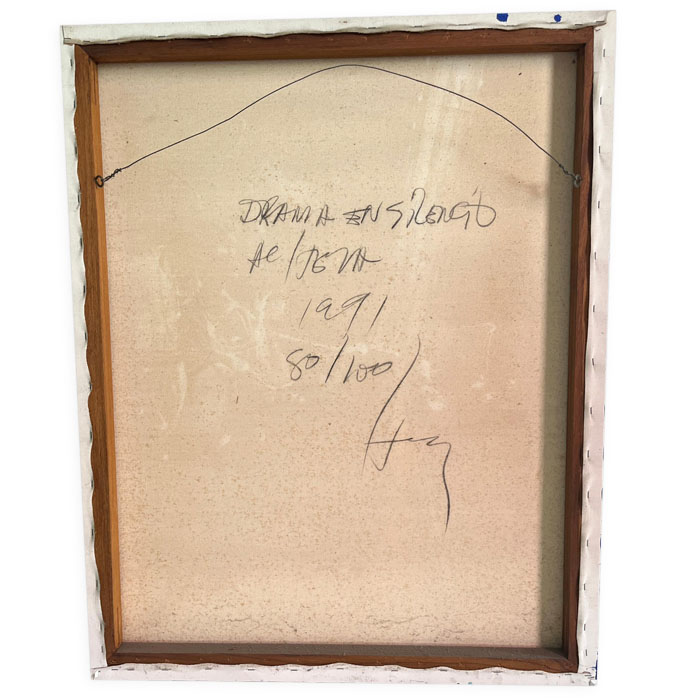 DRAMA EN SILENCIO
AC/TELA
1991
80/100